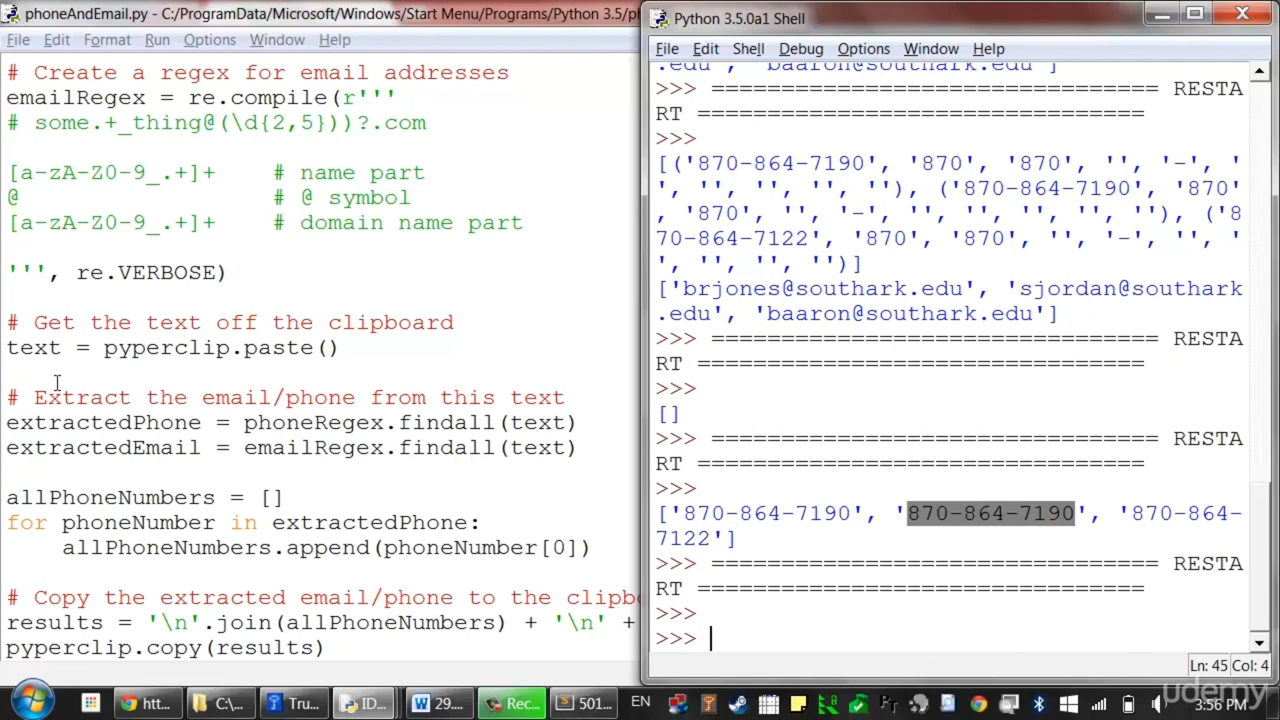 phoneAndEmail.py - C:/ProgramData/Microsoft/Windows/Start Menu/Programs/Python 3.5/ph
File Edit Format Run Options Window Help
# Create a regex for email addresses
emailRegex = re.compile(r'''
# some.+_thing@(\d{2,5}))?.com
[a-zA-Z0-9_.+]+ # name part
@ # @ symbol
[a-zA-Z0-9_.+]+ # domain name part
''', re.VERBOSE)
# Get the text off the clipboard
text = pyperclip.paste()
# Extract the email/phone from this text
extractedPhone = phoneRegex.findall(text)
extractedEmail = emailRegex.findall(text)
allPhoneNumbers = []
for phoneNumber in extractedPhone:
allPhoneNumbers.append(phoneNumber[0])
# Copy the extracted email/phone to the clipbo
results = '\n'.join(allPhoneNumbers) + '\n' +
pyperclip.copy(results)
Python 3.5.0a1 Shell
File Edit Shell Debug Options Window Help
.edu', 'baaron@southark.edu']
>>> ================================= RESTA
RT ================================
>>>
[('870-864-7190', '870', '870', '', '-', '
', '', '', '', ''), ('870-864-7190', '870'
, '870', '', '-', '', '', '', '', ''), ('8
70-864-7122', '870', '870', '', '-', '', '
', '', '', '')]
['brjones@southark.edu', 'sjordan@southark
.edu', 'baaron@southark.edu']
>>> ================================= RESTA
RT ================================
>>>
[]
>>> ================================= RESTA
RT ================================
>>>
['870-864-7190', '870-864-7190', '870-864-
7122']
>>> ================================= RESTA
RT ================================
>>>
>>>
Ln: 45 Col: 4
htt...
C:\...
Tru...
ID...
29....
Rec...
501...
EN
3:56 PM
udemy